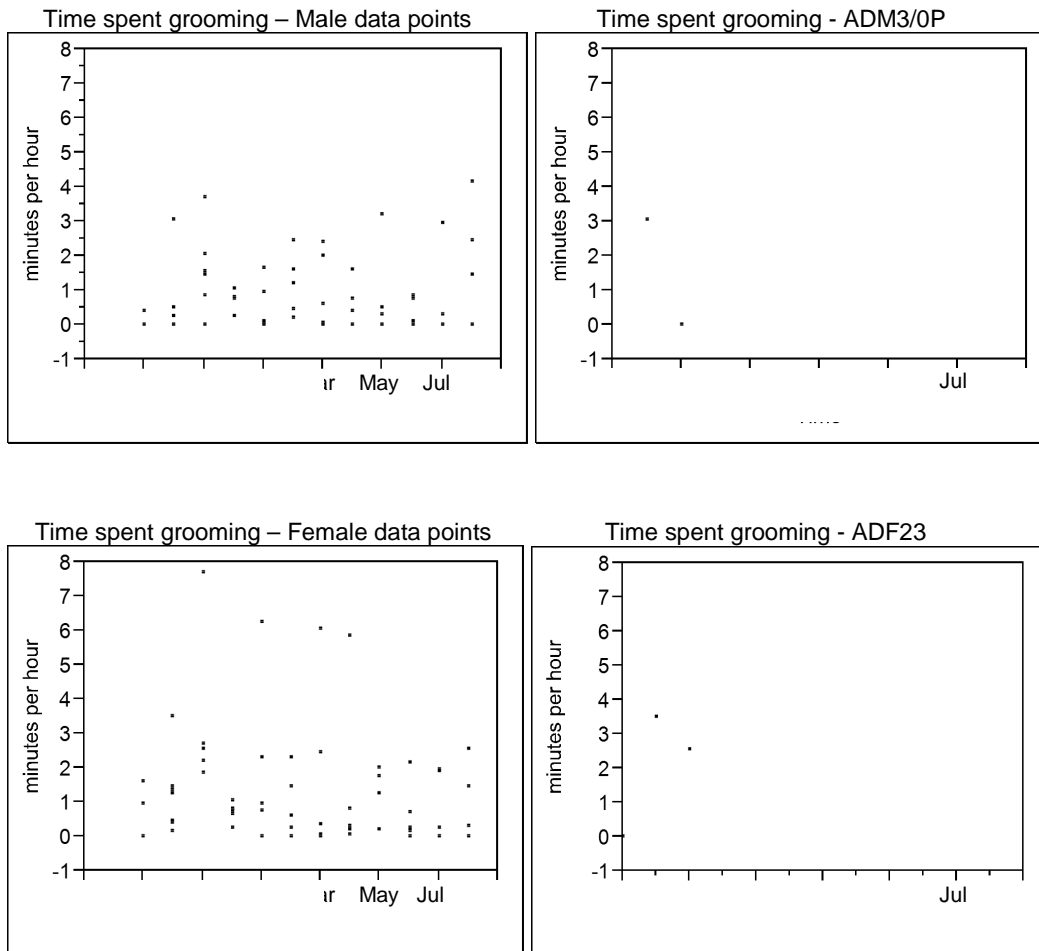 Time spent grooming – Male data points
8
7
6
5
4
3
2
1
0
-1
minutes per hour
May
Jul
Time spent grooming - ADM3/0P
8
7
6
5
4
3
2
1
0
-1
minutes per hour
Jul
Time spent grooming – Female data points
8
7
6
5
4
3
2
1
0
-1
minutes per hour
May
Jul
Time spent grooming - ADF23
8
7
6
5
4
3
2
1
0
-1
minutes per hour
Jul